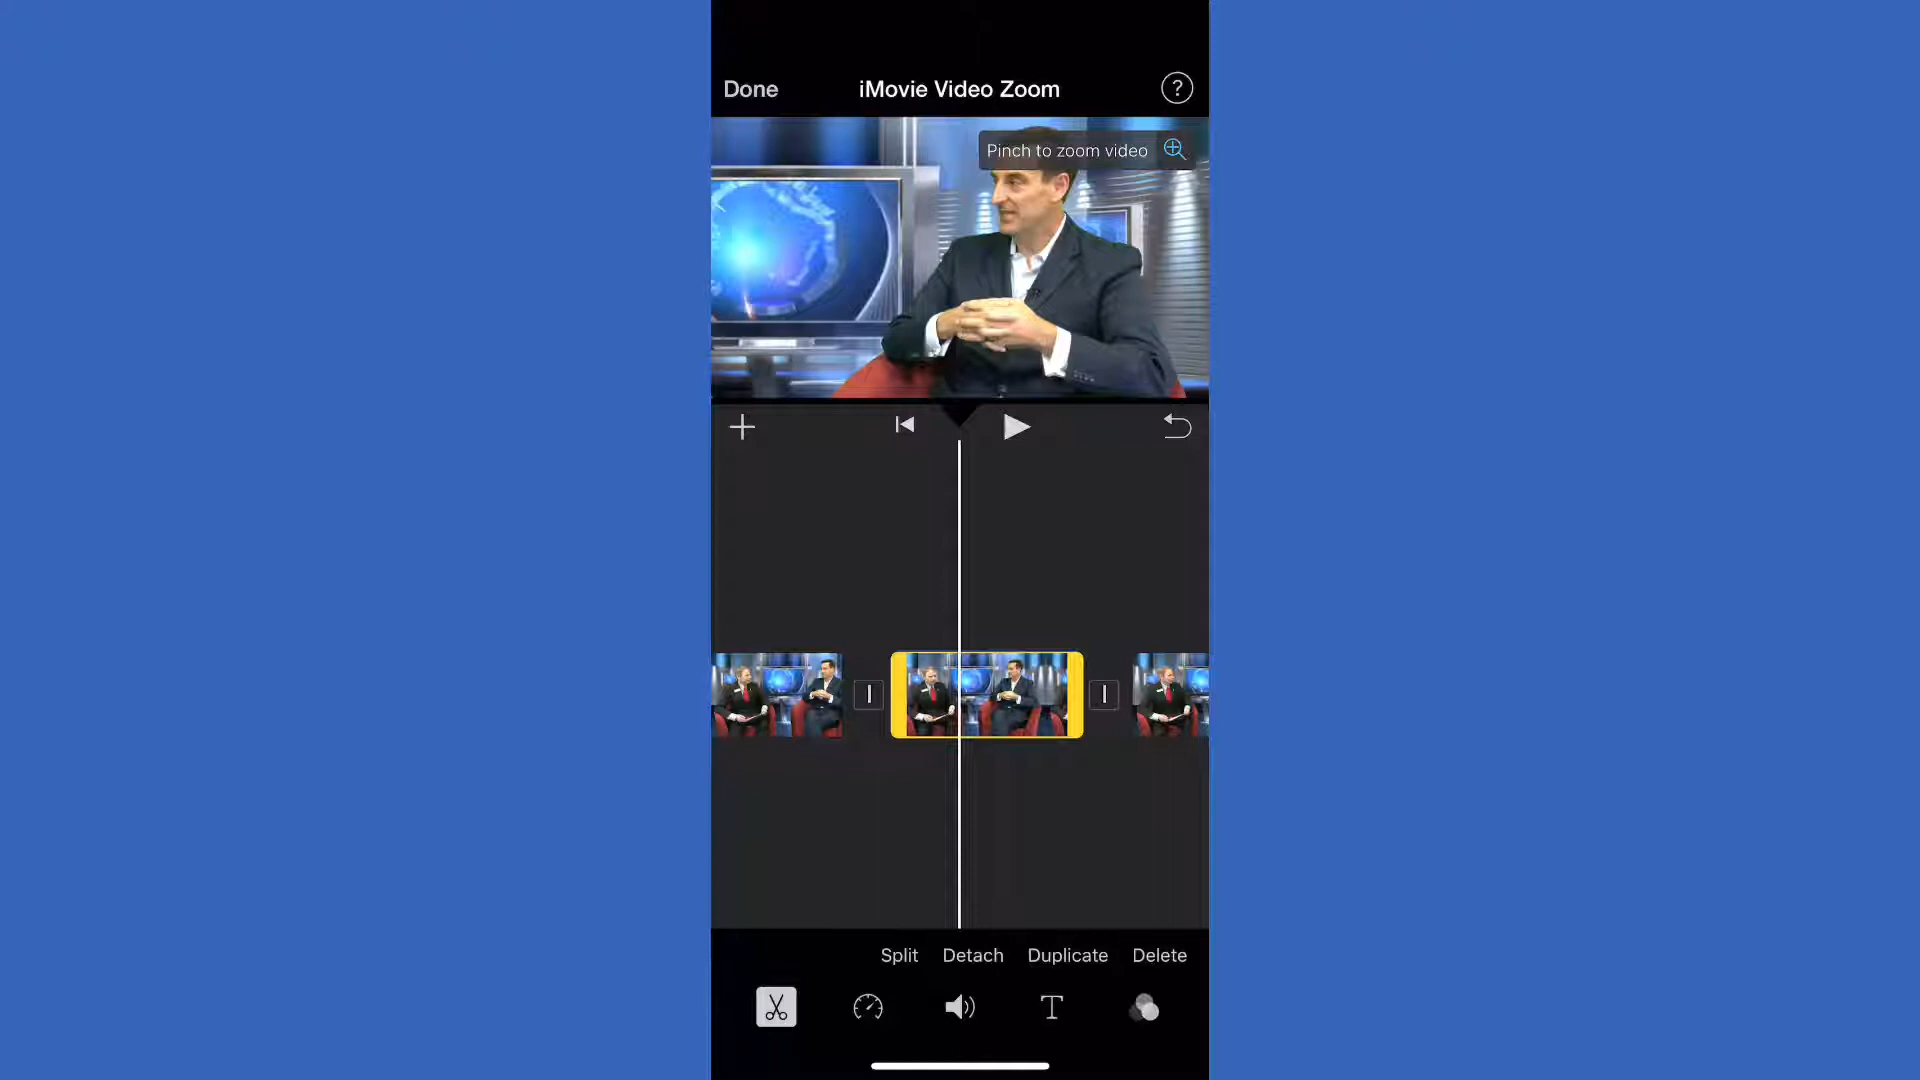 Done
iMovie Video Zoom
?
Pinch to zoom video
Split
Detach
Duplicate
Delete
T